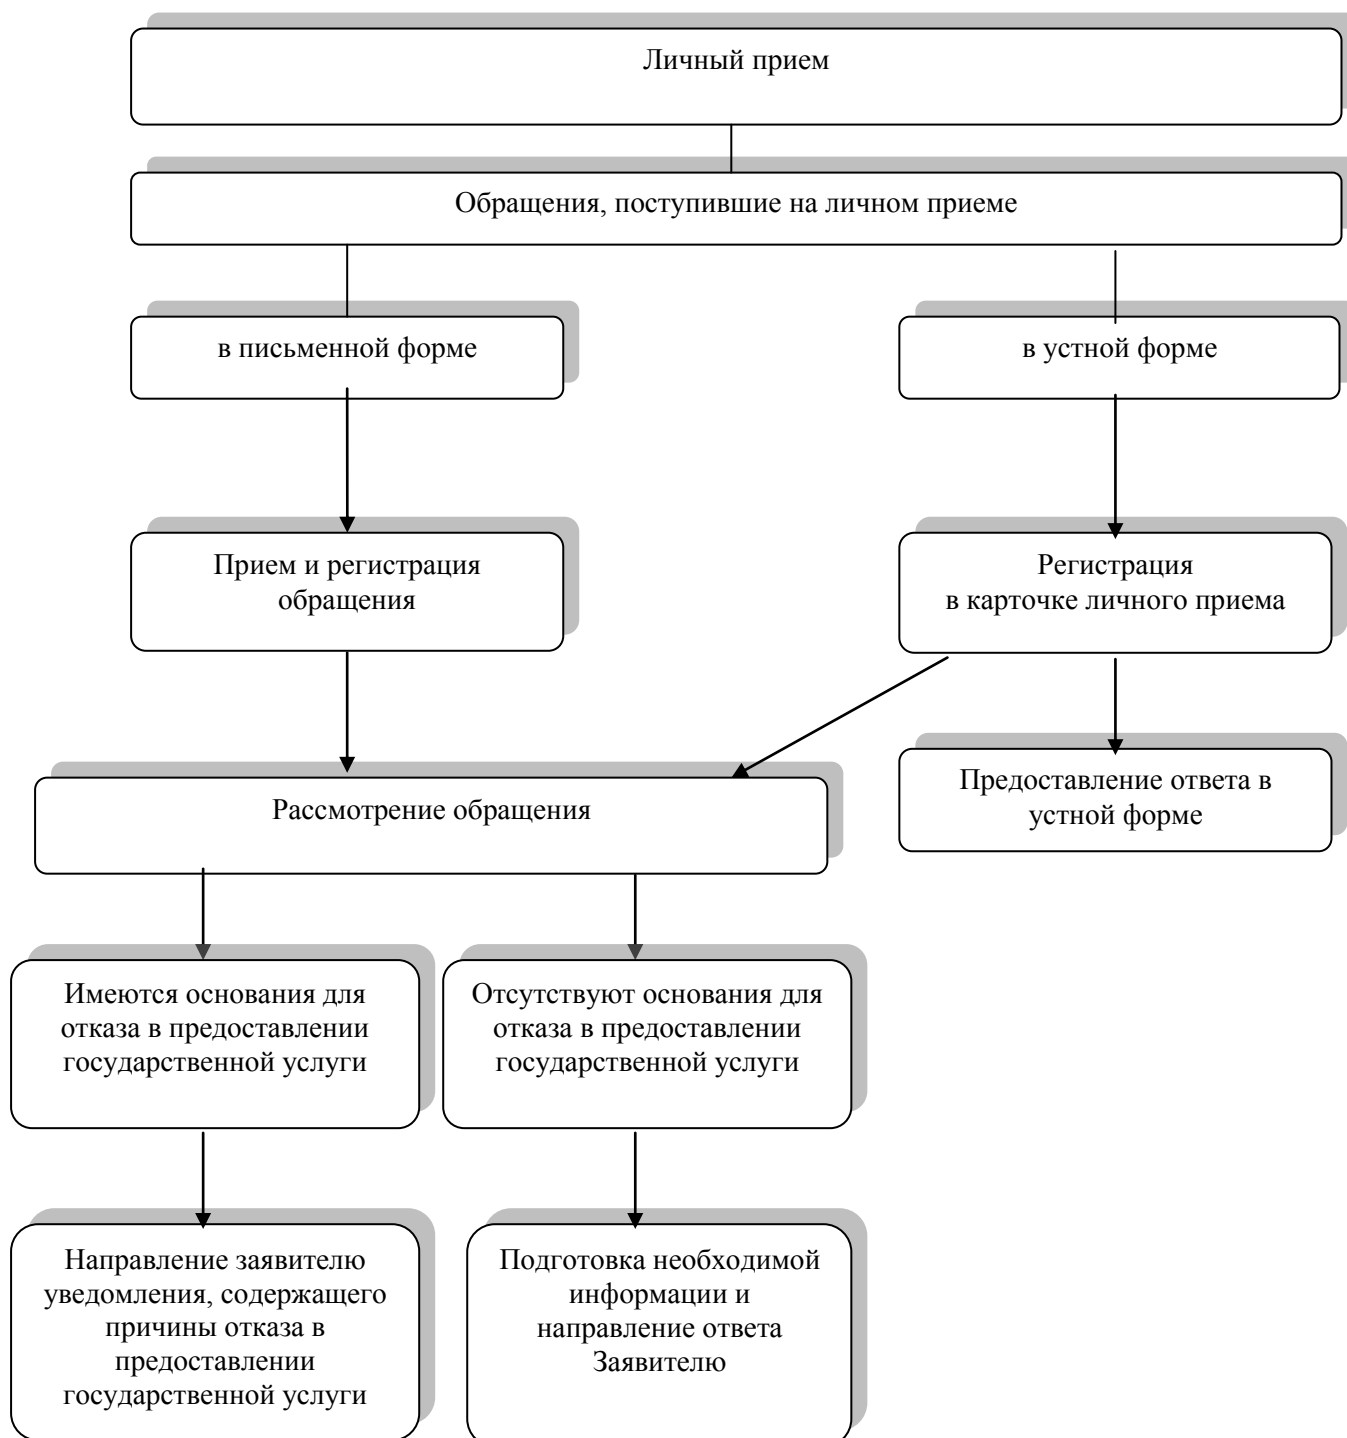 Личный прием
Обращения, поступившие на личном приеме
в письменной форме
в устной форме
Прием и регистрация
обращения
Регистрация
в карточке личного приема
Рассмотрение обращения
Предоставление ответа в
устной форме
Имеются основания для
отказа в предоставлении
государственной услуги
Отсутствуют основания для
отказа в предоставлении
государственной услуги
Направление заявителю
уведомления, содержащего
причины отказа в
предоставлении
государственной услуги
Подготовка необходимой
информации и
направление ответа
Заявителю